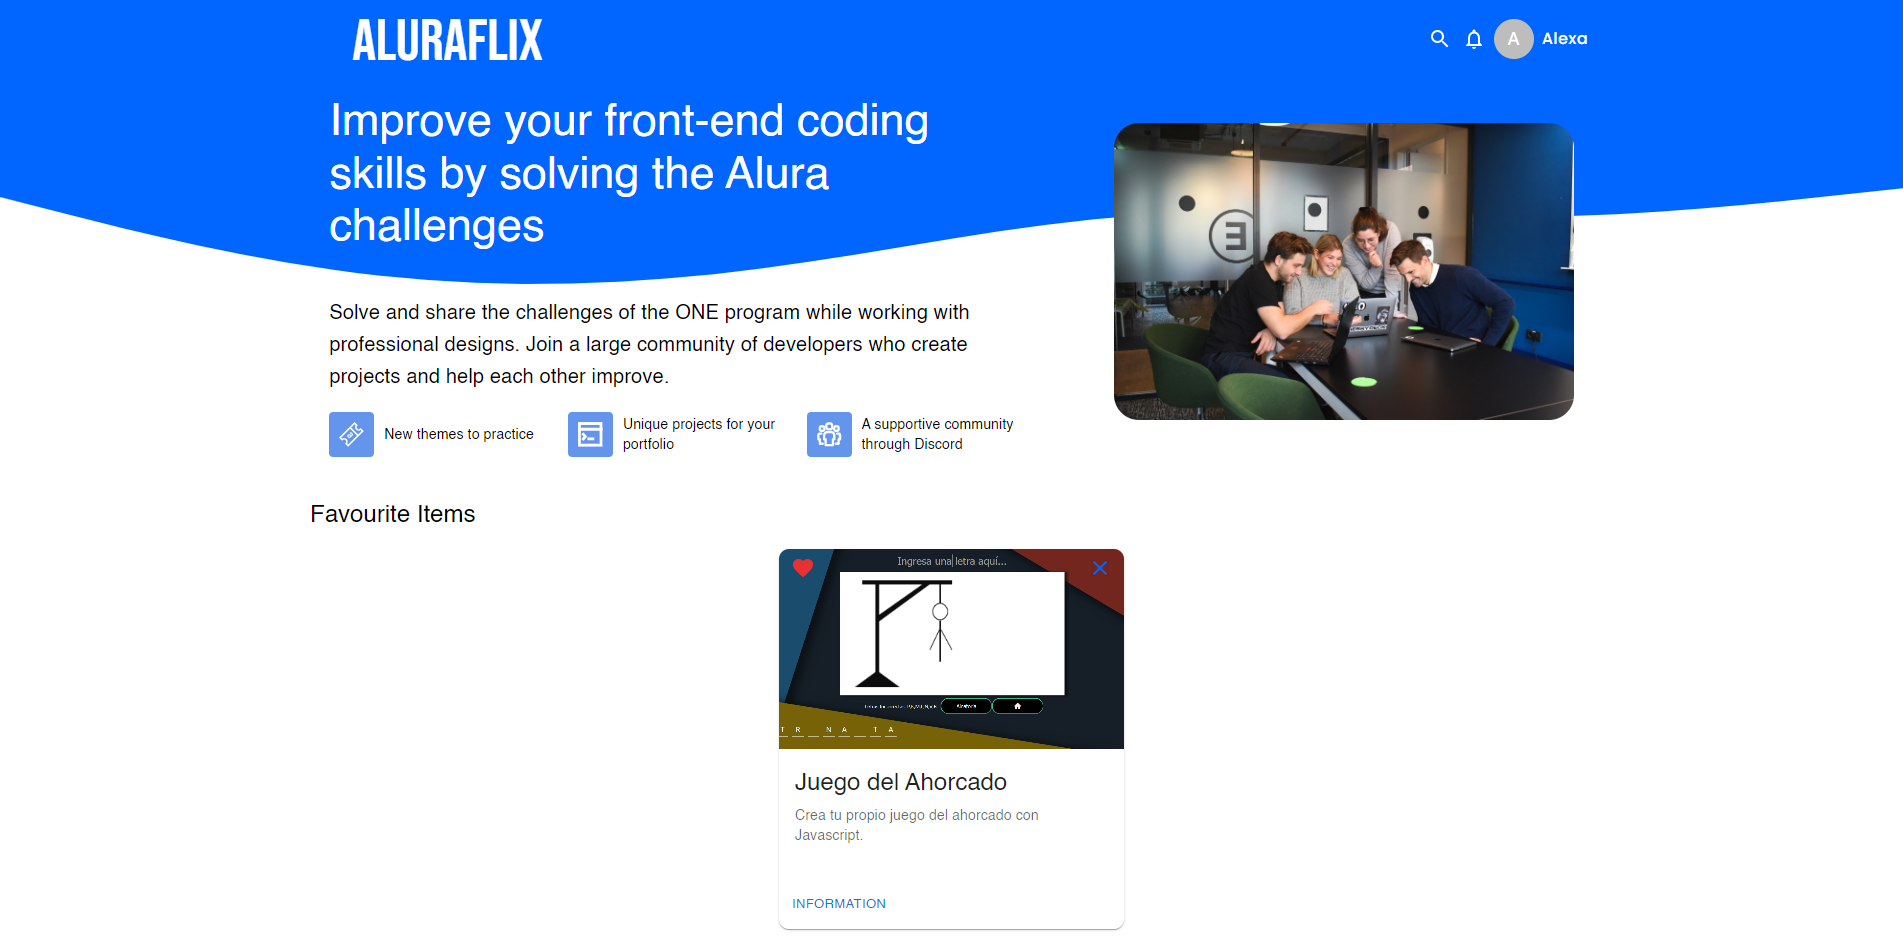 ALURAFLIX
A
Alexa
Improve your front-end coding
skills by solving the Alura
challenges
Solve and share the challenges of the ONE program while working with
professional designs. Join a large community of developers who create
projects and help each other improve.
New themes to practice
Unique projects for your
portfolio
A supportive community
through Discord
Favourite Items
Ingresa una letra aquí...
Aleatoria
T R _ N A _ T A
Juego del Ahorcado
Crea tu propio juego del ahorcado con
Javascript.
INFORMATION